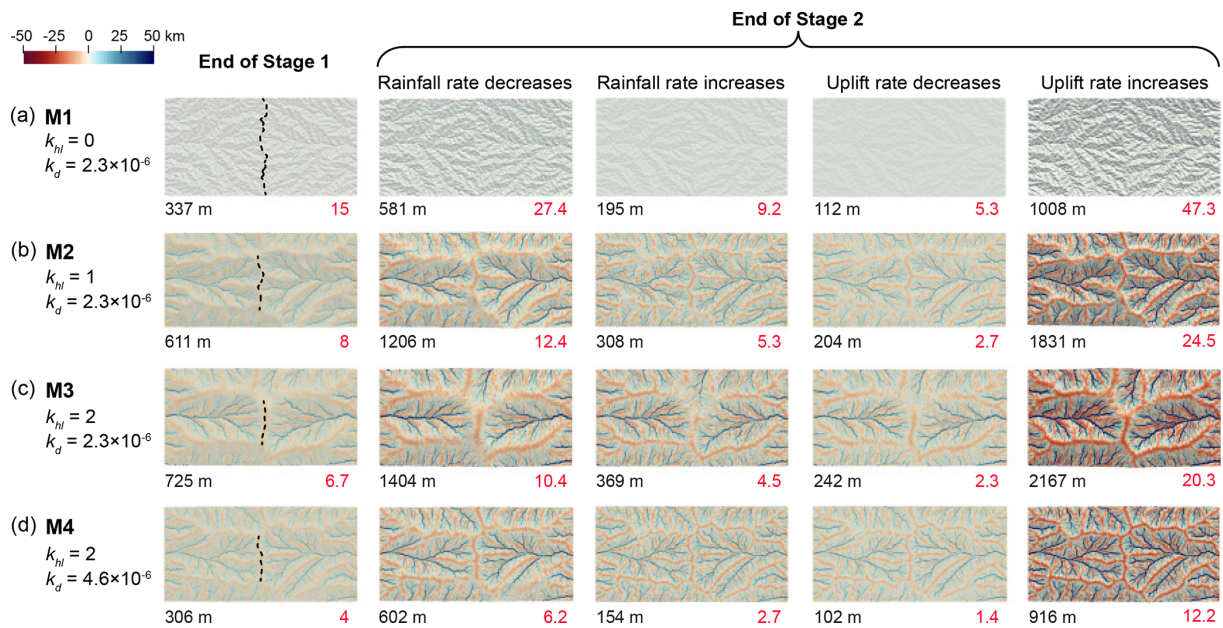 End of Stage 2
-50 -25 0 25 50 km
End of Stage 1
Rainfall rate decreases Rainfall rate increases Uplift rate decreases Uplift rate increases
(a) M1
k_hl = 0
k_d = 2.3×10⁻⁶
337 m 15 581 m 27.4 195 m 9.2 112 m 5.3 1008 m 47.3
(b) M2
k_hl = 1
k_d = 2.3×10⁻⁶
611 m 8 1206 m 12.4 308 m 5.3 204 m 2.7 1831 m 24.5
(c) M3
k_hl = 2
k_d = 2.3×10⁻⁶
725 m 6.7 1404 m 10.4 369 m 4.5 242 m 2.3 2167 m 20.3
(d) M4
k_hl = 2
k_d = 4.6×10⁻⁶
306 m 4 602 m 6.2 154 m 2.7 102 m 1.4 916 m 12.2